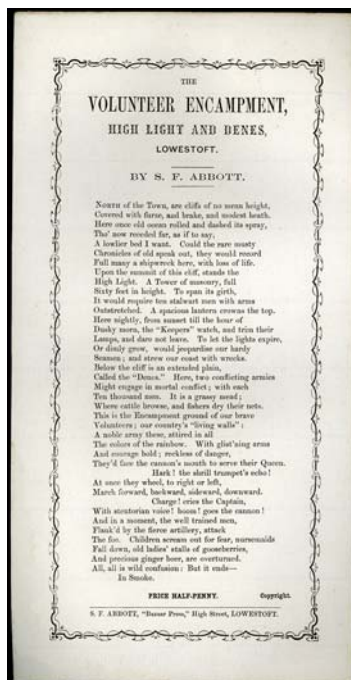 THE
VOLUNTEER ENCAMPMENT,
HIGH LIGHT AND DENES,
LOWESTOFT.
BY S. F. ABBOTT.
NORTH of the Town, are cliffs of no mean height,
Covered with furze, and brake, and modest heath.
Here once old ocean rolled and dashed its spray,
Tho' now receded far, as if to say,
A lowlier bed I want. Could the rare musty
Chronicles of old speak out, they would record
Full many a shipwreck here, with loss of life.
Upon the summit of this cliff, stands the
High Light. A Tower of masonry, full
Sixty feet in height. To span its girth,
It would require ten stalwart men with arms
Outstretched. A spacious lantern crowns the top.
Here nightly, from sunset till the hour of
Dusky morn, the "Keepers" watch, and trim their
Lamps, and dare not leave. To let the lights expire,
Or dimly grow, would jeopardise our hardy
Seamen; and strew our coast with wrecks.
Below the cliff is an extended plain,
Called the "Denes." Here, two conflicting armies
Might engage in mortal conflict; with each
Ten thousand men. It is a grassy mead;
Where cattle browse, and fishers dry their nets.
This is the Encampment ground of our brave
Volunteers; our country's "living walls":
A noble army these, attired in all
The colors of the rainbow. With glist'ning arms
And courage bold; reckless of danger,
They'd face the cannon's mouth to serve their Queen.
Hark! the shrill trumpet's echo!
At once they wheel, to right or left,
March forward, backward, sideward, downward.
Charge! cries the Captain,
With stentorian voice! boom! goes the cannon!
And in a moment, the well trained men,
Flank'd by the fierce artillery, attack
The foe. Children scream out for fear, nursemaids
Fall down, old ladies' stalls of gooseberries,
And precious ginger beer, are overturned.
All, all is wild confusion: But it ends—
In Smoke.
PRICE HALF-PENNY. Copyright.
S. F. ABBOTT, "Bazaar Press," High Street, LOWESTOFT.